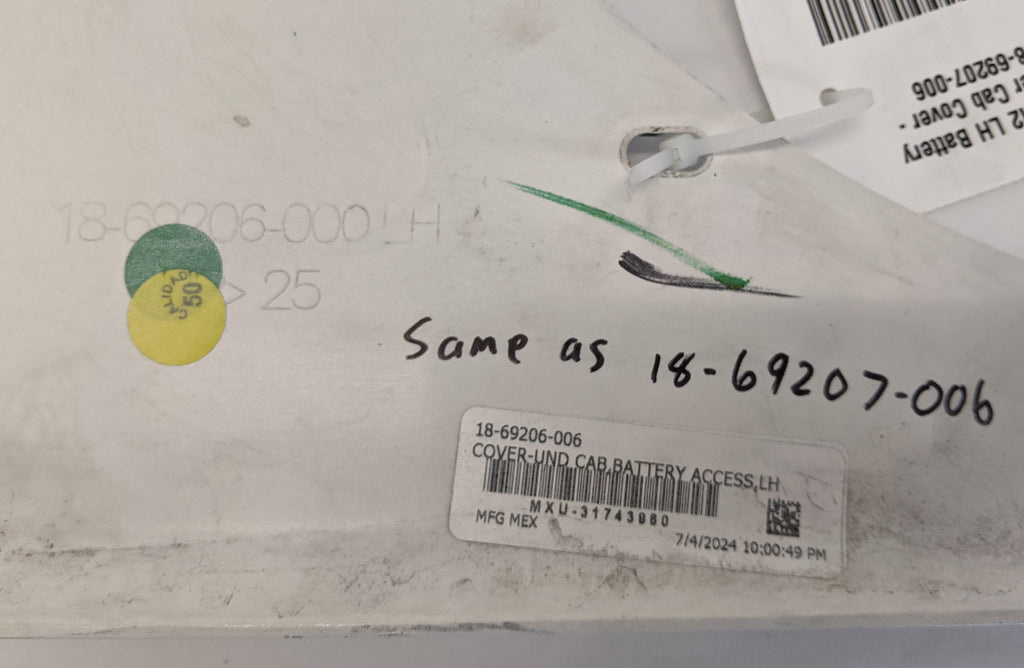 8-69207-006
er Cab Cover -
12 LH Battery
18-69206-000 LH
> 25
50
Same as 18-69207-006
18-69206-006
COVER-UND CAB,BATTERY ACCESS,LH
MXU-31743980
MFG MEX
7/4/2024 10:00:49 PM